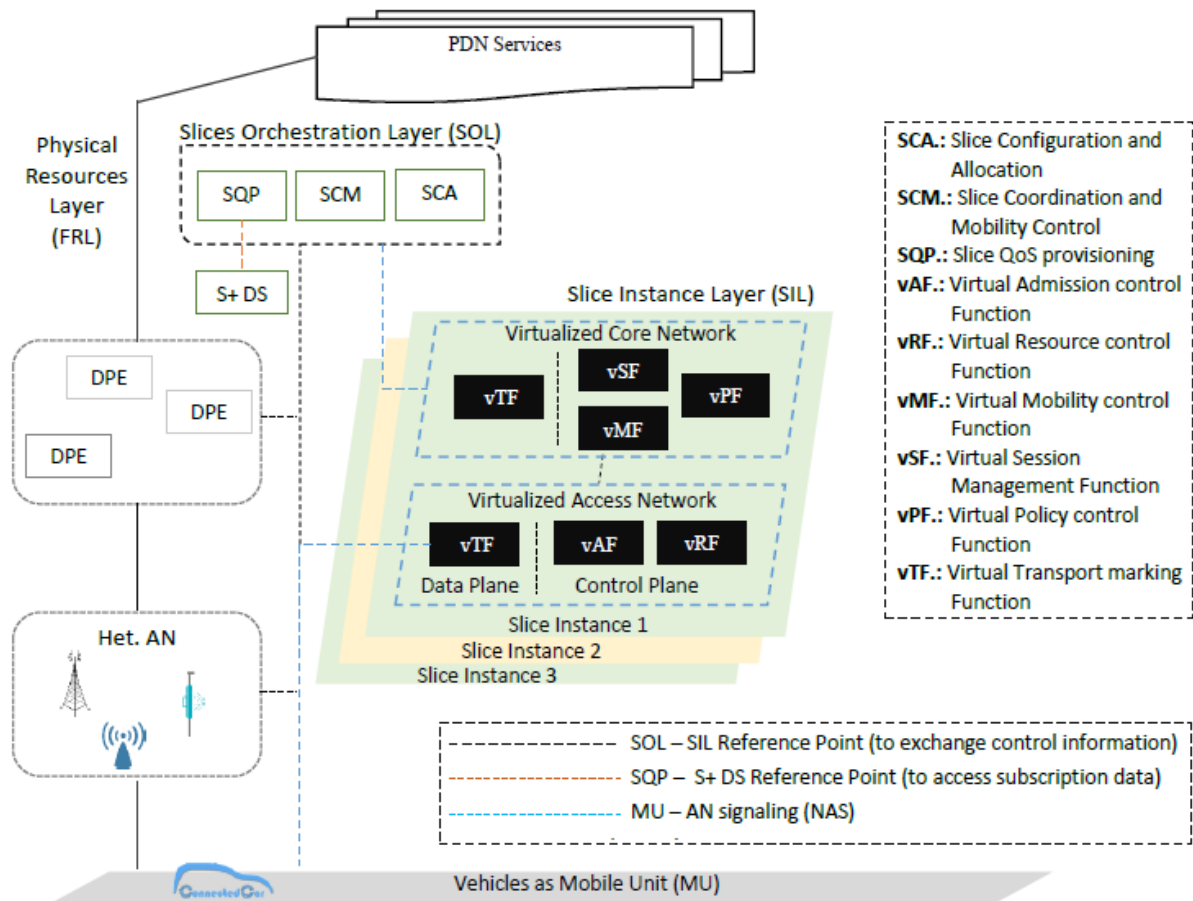 PDN Services
Slices Orchestration Layer (SOL)
Physical
Resources
Layer
(FRL)
SQP
SCM
SCA
S+ DS
Slice Instance Layer (SIL)
DPE
DPE
DPE
Virtualized Core Network
vTF
vSF
vMF
vPF
Virtualized Access Network
vTF
vAF
vRF
Data Plane
Control Plane
Slice Instance 1
Slice Instance 2
Slice Instance 3
Het. AN
SCA.: Slice Configuration and
Allocation
SCM.: Slice Coordination and
Mobility Control
SQP.: Slice QoS provisioning
vAF.: Virtual Admission control
Function
vRF.: Virtual Resource control
Function
vMF.: Virtual Mobility control
Function
vSF.: Virtual Session
Management Function
vPF.: Virtual Policy control
Function
vTF.: Virtual Transport marking
Function
SOL – SIL Reference Point (to exchange control information)
SQP – S+ DS Reference Point (to access subscription data)
MU – AN signaling (NAS)
ConnectedCar
Vehicles as Mobile Unit (MU)